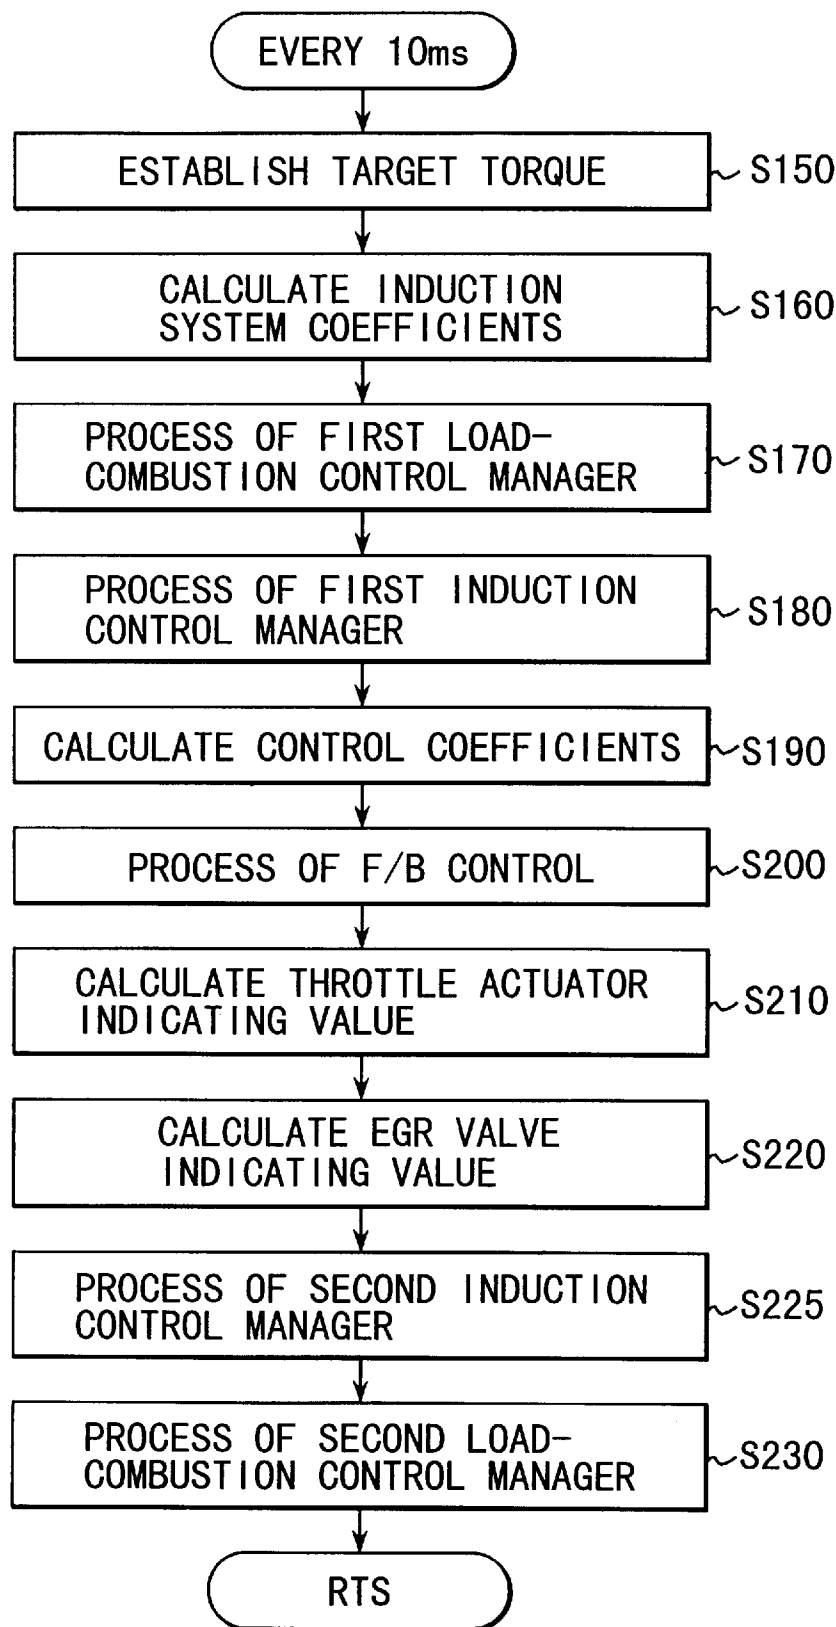 EVERY 10ms
ESTABLISH TARGET TORQUE
S150
CALCULATE INDUCTION
SYSTEM COEFFICIENTS
S160
PROCESS OF FIRST LOAD-
COMBUSTION CONTROL MANAGER
S170
PROCESS OF FIRST INDUCTION
CONTROL MANAGER
S180
CALCULATE CONTROL COEFFICIENTS
S190
PROCESS OF F/B CONTROL
S200
CALCULATE THROTTLE ACTUATOR
INDICATING VALUE
S210
CALCULATE EGR VALVE
INDICATING VALUE
S220
PROCESS OF SECOND INDUCTION
CONTROL MANAGER
S225
PROCESS OF SECOND LOAD-
COMBUSTION CONTROL MANAGER
S230
RTS